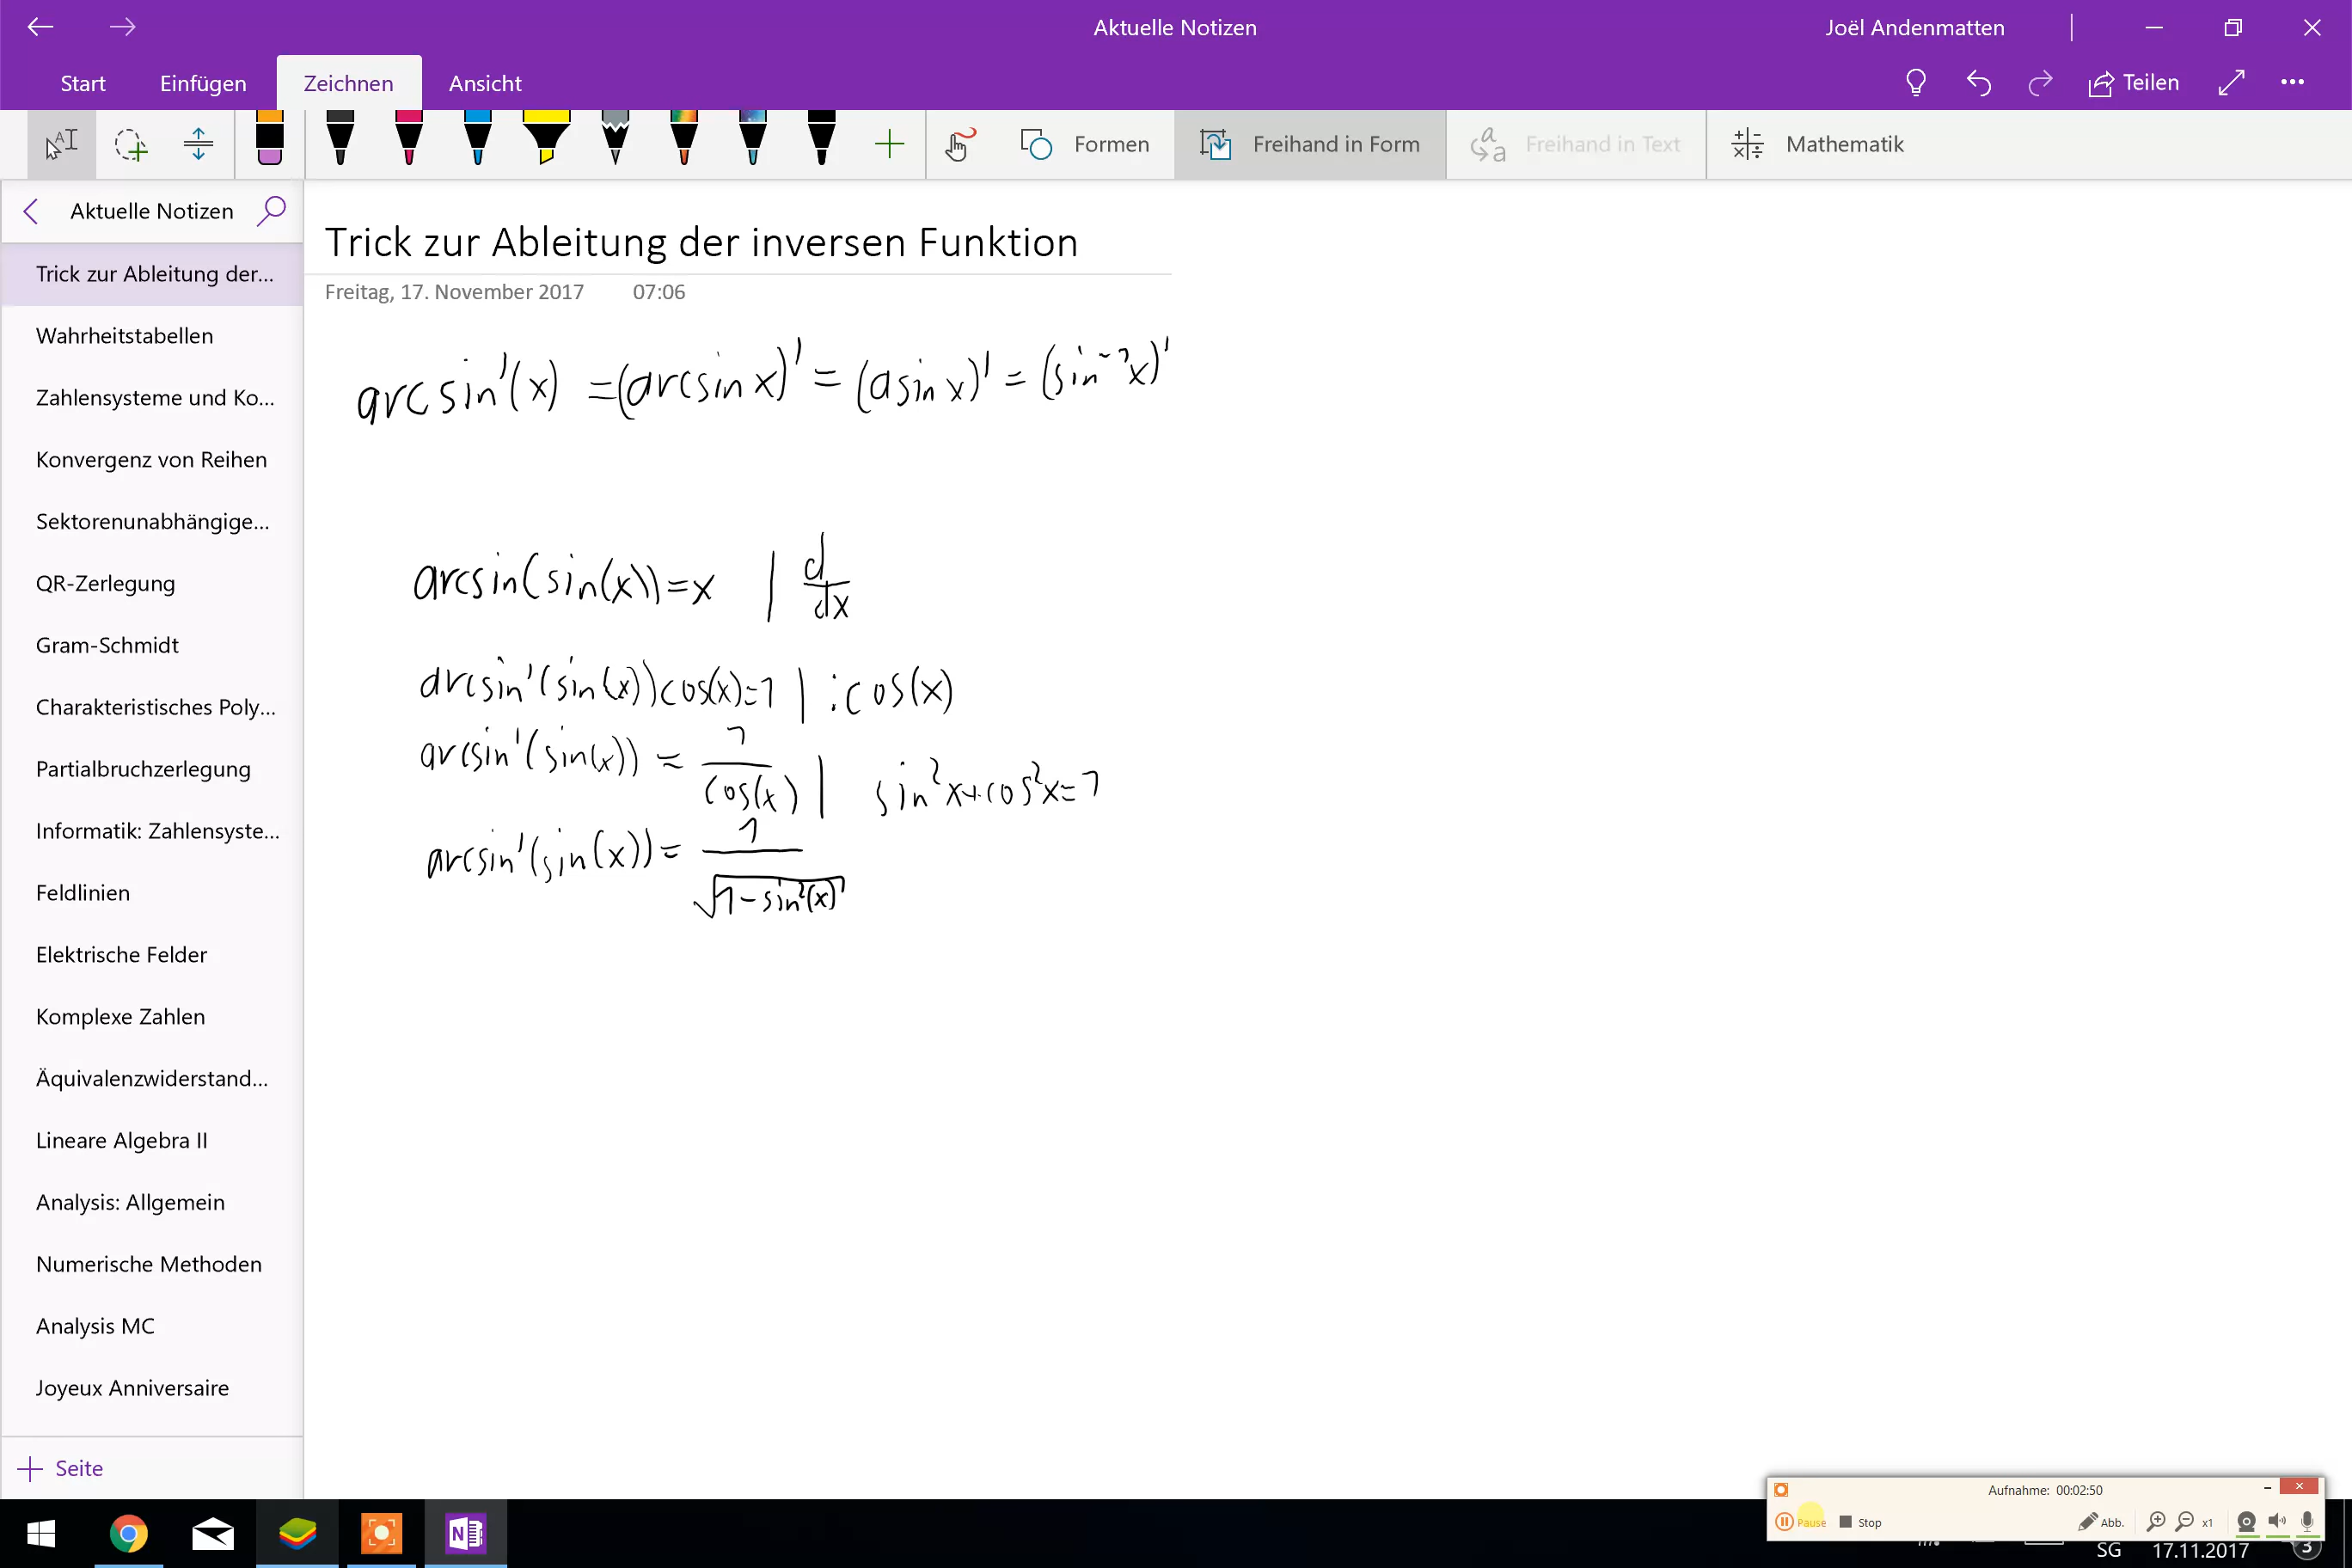 Aktuelle Notizen
Joël Andenmatten
Start Einfügen Zeichnen Ansicht
Teilen
Formen Freihand in Form Freihand in Text Mathematik
Aktuelle Notizen
Trick zur Ableitung der...
Wahrheitstabellen
Zahlensysteme und Ko...
Konvergenz von Reihen
Sektorenunabhängige...
QR-Zerlegung
Gram-Schmidt
Charakteristisches Poly...
Partialbruchzerlegung
Informatik: Zahlensyste...
Feldlinien
Elektrische Felder
Komplexe Zahlen
Äquivalenzwiderstand...
Lineare Algebra II
Analysis: Allgemein
Numerische Methoden
Analysis MC
Joyeux Anniversaire
+ Seite
Trick zur Ableitung der inversen Funktion
Freitag, 17. November 2017 07:06
arcsin'(x) = (arcsin x)' = (asin x)' = (sin⁻¹x)'
arcsin(sin(x)) = x | d/dx
arcsin'(sin(x)) cos(x) = 1 | : cos(x)
arcsin'(sin(x)) = 1/cos(x) | sin²x + cos²x = 1
arcsin'(sin(x)) = 1/√(1 - sin²(x))
Aufnahme: 00:02:50
Pause Stop Abb. x1
SG 17.11.2017 3